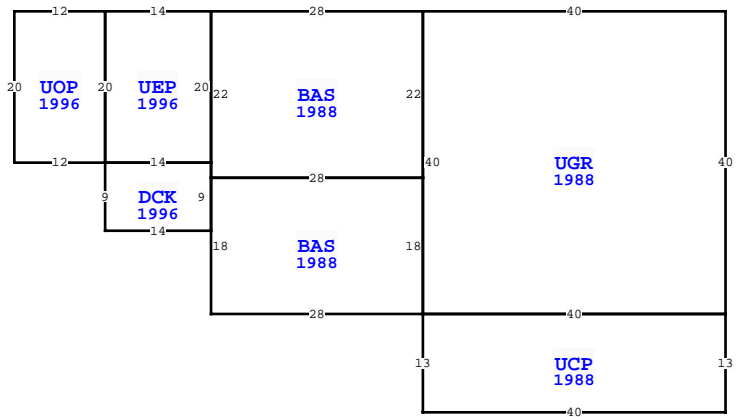 12 14 28 40
20 UOP 1996 20 UEP 1996 20
22 BAS 1988 22
40 UGR 1988 40
12 14
28
9 DCK 1996 9
14
18 BAS 1988 18
28 40
13 UCP 1988 13
40